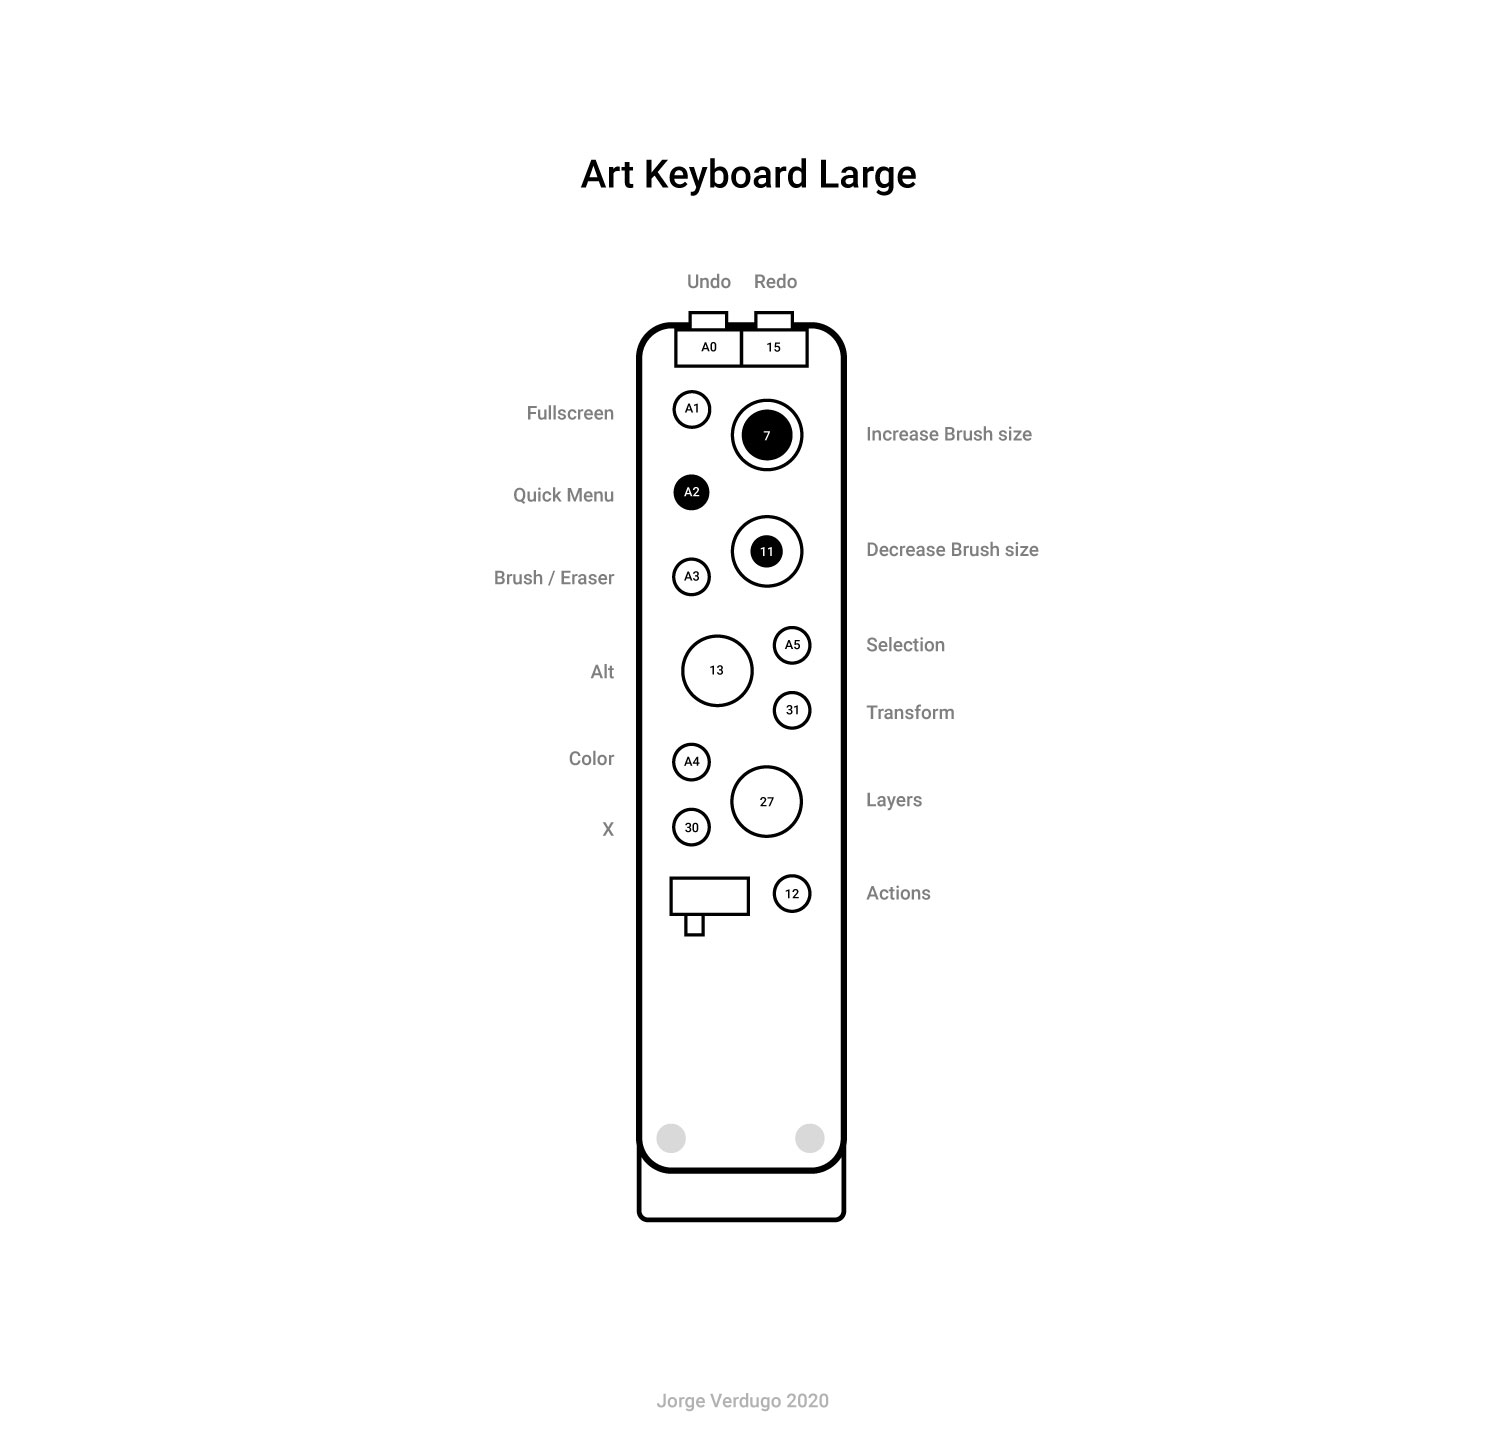 Art Keyboard Large
Undo Redo
A0 15
Fullscreen
A1
7
Increase Brush size
Quick Menu
A2
11
Decrease Brush size
Brush / Eraser
A3
A5
Selection
Alt
13
31
Transform
Color
A4
27
Layers
X
30
12
Actions
Jorge Verdugo 2020